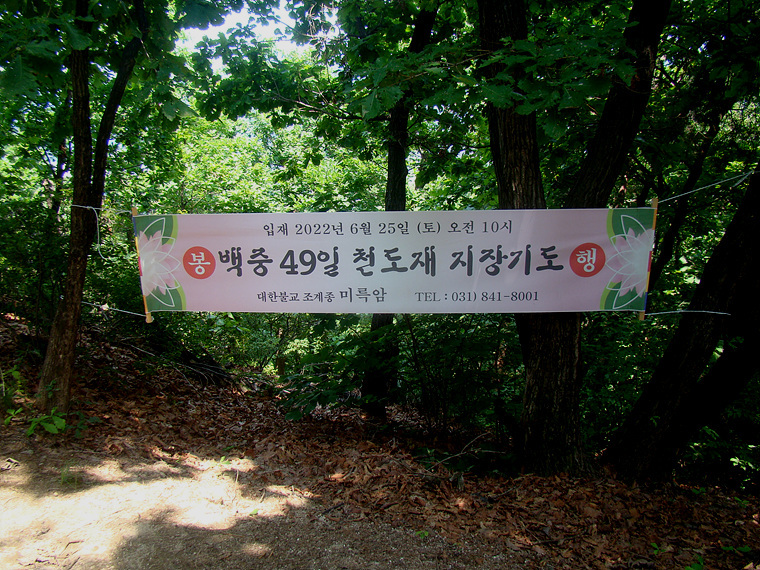 입재 2022년 6월 25일 (토) 오전 10시
봉 백중 49일 천도재 지장기도 행
대한불교 조계종 미륵암 TEL : 031) 841-8001